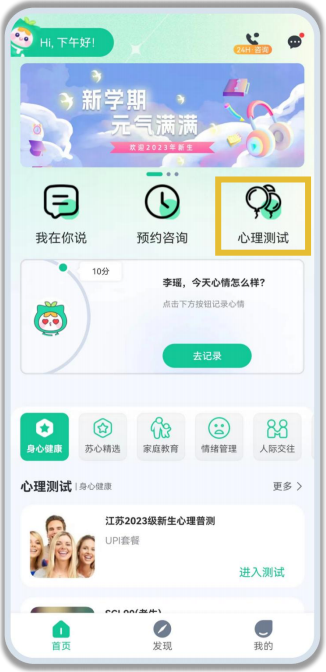 Hi, 下午好!
24H 咨询
新学期
元气满满
欢迎2023年新生
我在你说
预约咨询
心理测试
10分
李瑶，今天心情怎么样?
点击下方按钮记录心情
去记录
身心健康
苏心精选
家庭教育
情绪管理
人际交往
心理测试 | 身心健康
更多 >
江苏2023级新生心理普测
UPI套餐
进入测试
SCL90(老生)
首页
发现
我的